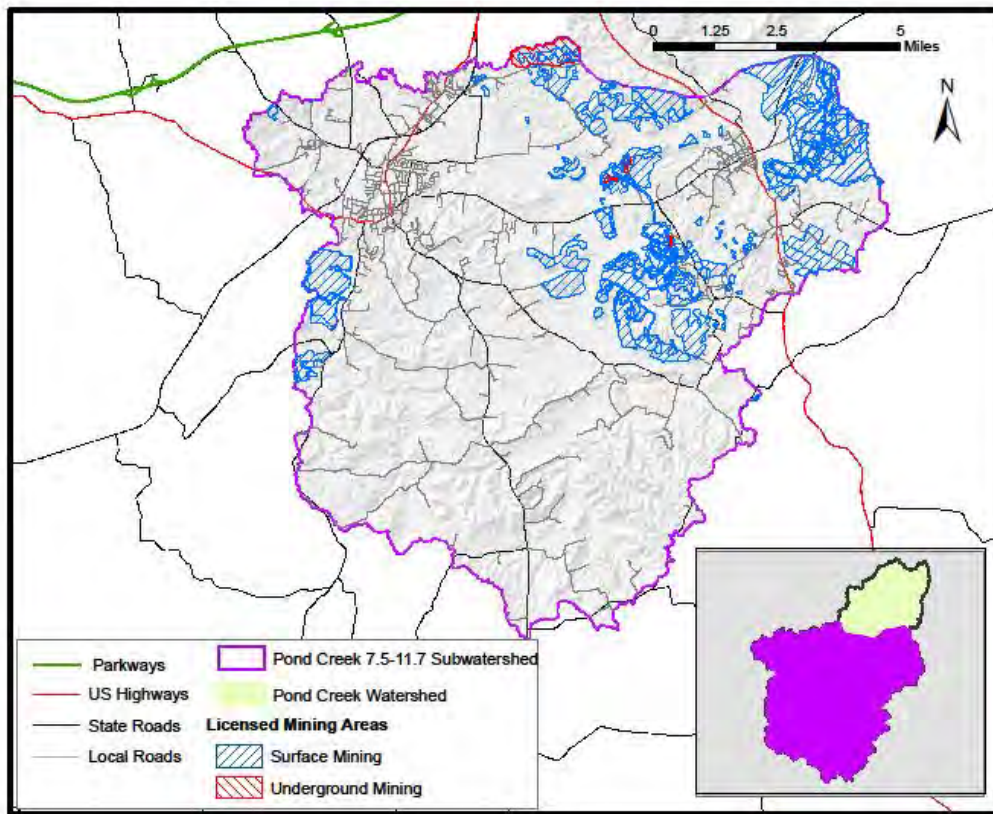 0 1.25 2.5 5
Miles
N
Parkways
US Highways
State Roads
Local Roads
Pond Creek 7.5-11.7 Subwatershed
Pond Creek Watershed
Licensed Mining Areas
Surface Mining
Underground Mining